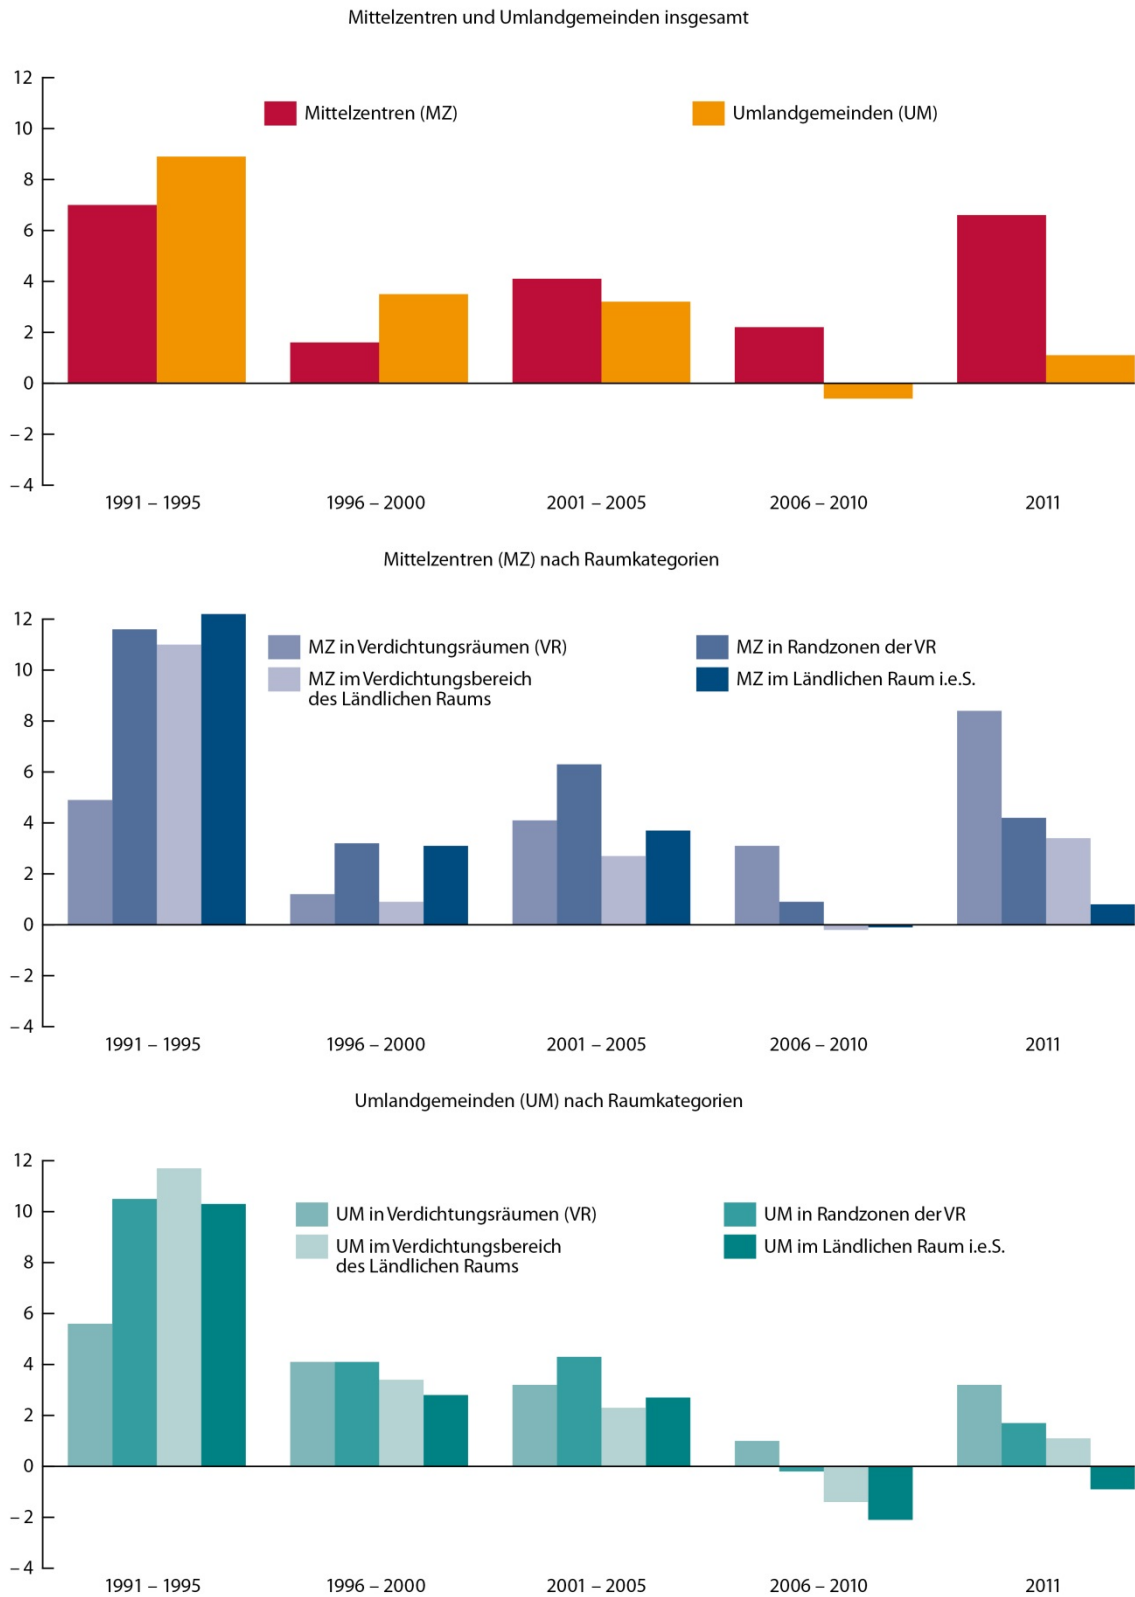 Mittelzentren und Umlandgemeinden insgesamt
12
10
8
6
4
2
0
– 2
– 4
Mittelzentren (MZ)
Umlandgemeinden (UM)
1991 – 1995
1996 – 2000
2001 – 2005
2006 – 2010
2011
Mittelzentren (MZ) nach Raumkategorien
12
10
8
6
4
2
0
– 2
– 4
MZ in Verdichtungsräumen (VR)
MZ in Randzonen der VR
MZ im Verdichtungsbereich
des Ländlichen Raums
MZ im Ländlichen Raum i.e.S.
1991 – 1995
1996 – 2000
2001 – 2005
2006 – 2010
2011
Umlandgemeinden (UM) nach Raumkategorien
12
10
8
6
4
2
0
– 2
– 4
UM in Verdichtungsräumen (VR)
UM in Randzonen der VR
UM im Verdichtungsbereich
des Ländlichen Raums
UM im Ländlichen Raum i.e.S.
1991 – 1995
1996 – 2000
2001 – 2005
2006 – 2010
2011